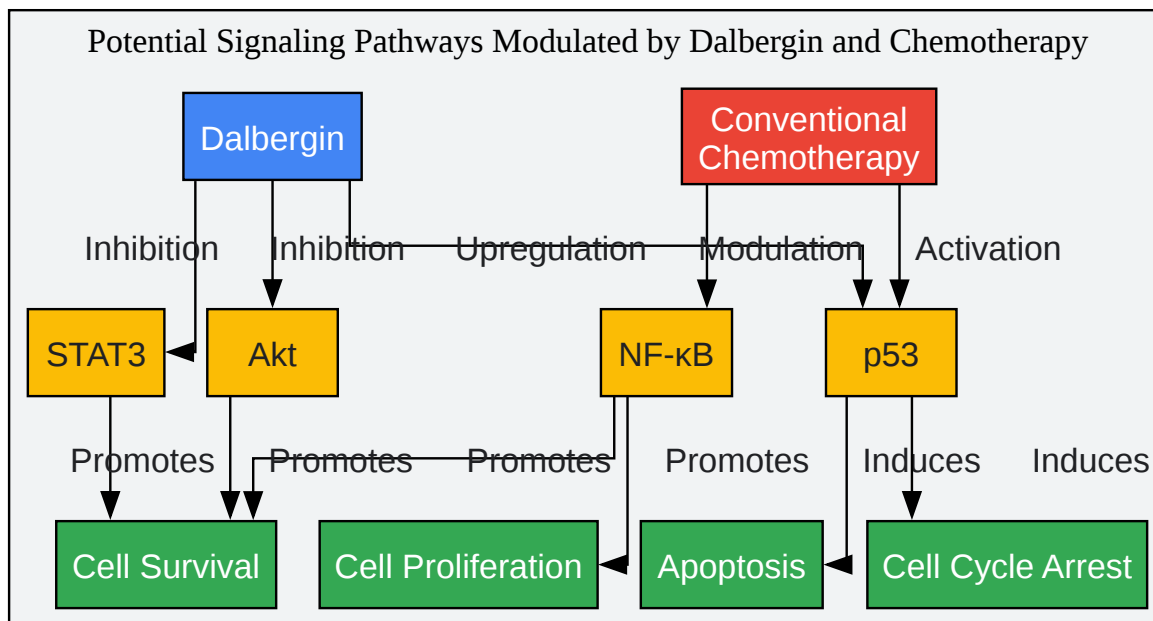 Potential Signaling Pathways Modulated by Dalbergin and Chemotherapy
Dalbergin
Conventional
Chemotherapy
Inhibition
Inhibition
Upregulation
Modulation
Activation
STAT3
Akt
NF-κB
p53
Promotes
Promotes
Promotes
Promotes
Induces
Induces
Cell Survival
Cell Proliferation
Apoptosis
Cell Cycle Arrest